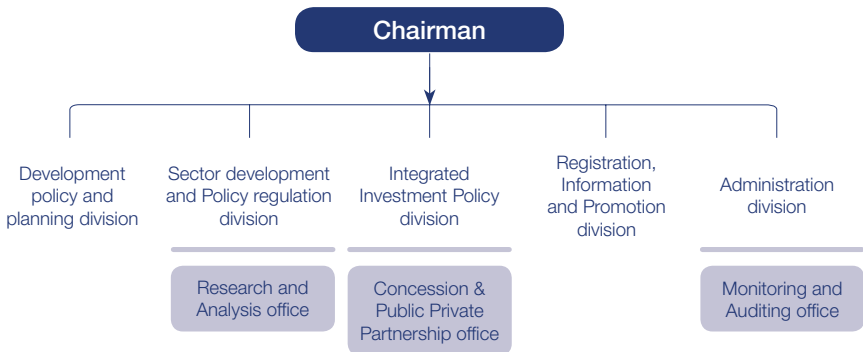 Chairman
Development
policy and
planning division
Sector development
and Policy regulation
division
Integrated
Investment Policy
division
Registration,
Information
and Promotion
division
Administration
division
Research and
Analysis office
Concession &
Public Private
Partnership office
Monitoring and
Auditing office